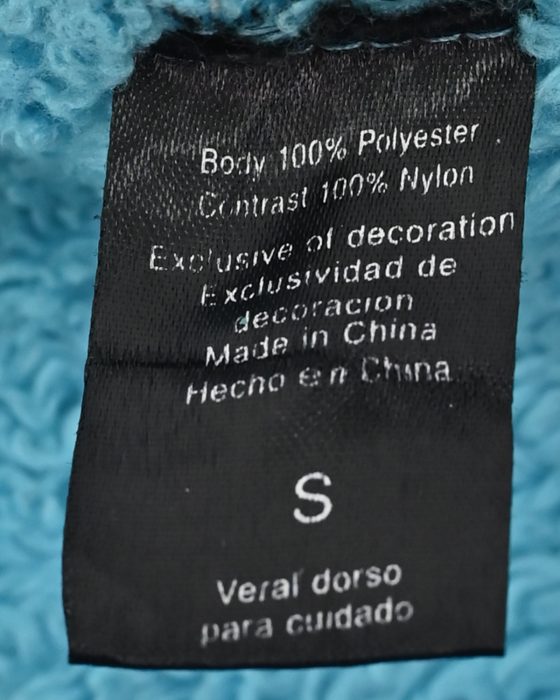 Body 100% Polyester
Contrast 100% Nylon
Exclusive of decoration
Exclusividad de
decoracion
Made in China
Hecho en China
S
Veral dorso
para cuidado